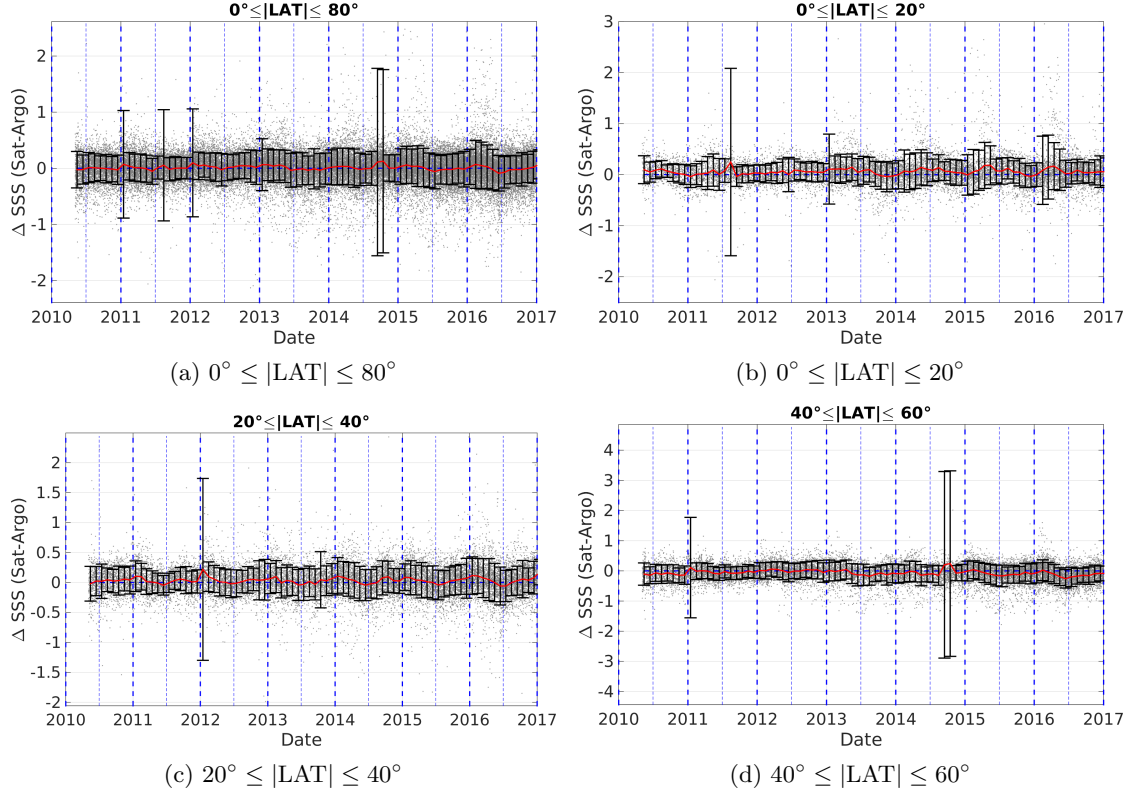 0°≤|LAT|≤ 80°
Δ SSS (Sat-Argo)
2
1
0
-1
-2
2010 2011 2012 2013 2014 2015 2016 2017
Date
(a) 0° ≤ |LAT| ≤ 80°
0°≤|LAT|≤ 20°
Δ SSS (Sat-Argo)
3
2
1
0
-1
-2
2010 2011 2012 2013 2014 2015 2016 2017
Date
(b) 0° ≤ |LAT| ≤ 20°
20°≤|LAT|≤ 40°
Δ SSS (Sat-Argo)
2
1.5
1
0.5
0
-0.5
-1
-1.5
-2
2010 2011 2012 2013 2014 2015 2016 2017
Date
(c) 20° ≤ |LAT| ≤ 40°
40°≤|LAT|≤ 60°
Δ SSS (Sat-Argo)
4
3
2
1
0
-1
-2
-3
-4
2010 2011 2012 2013 2014 2015 2016 2017
Date
(d) 40° ≤ |LAT| ≤ 60°